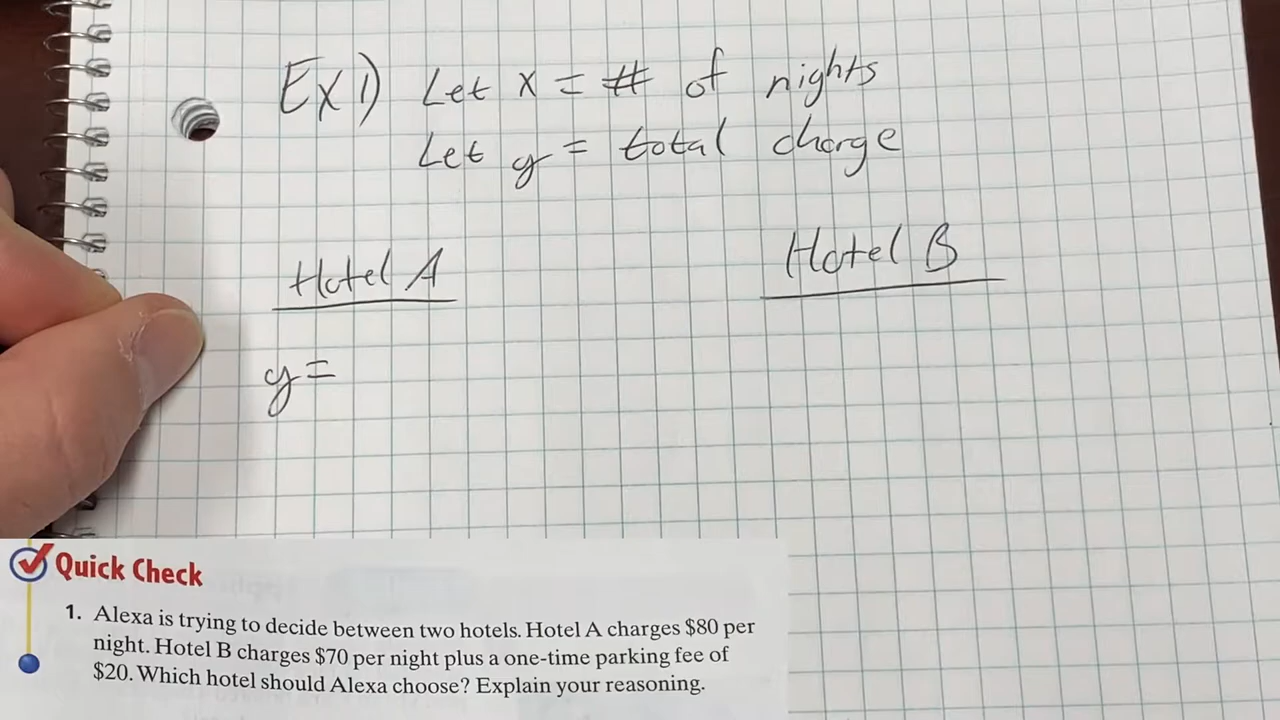 Ex 1) Let x = # of nights
Let y = total charge
Hotel A
Hotel B
y =
Quick Check
1. Alexa is trying to decide between two hotels. Hotel A charges $80 per
night. Hotel B charges $70 per night plus a one-time parking fee of
$20. Which hotel should Alexa choose? Explain your reasoning.